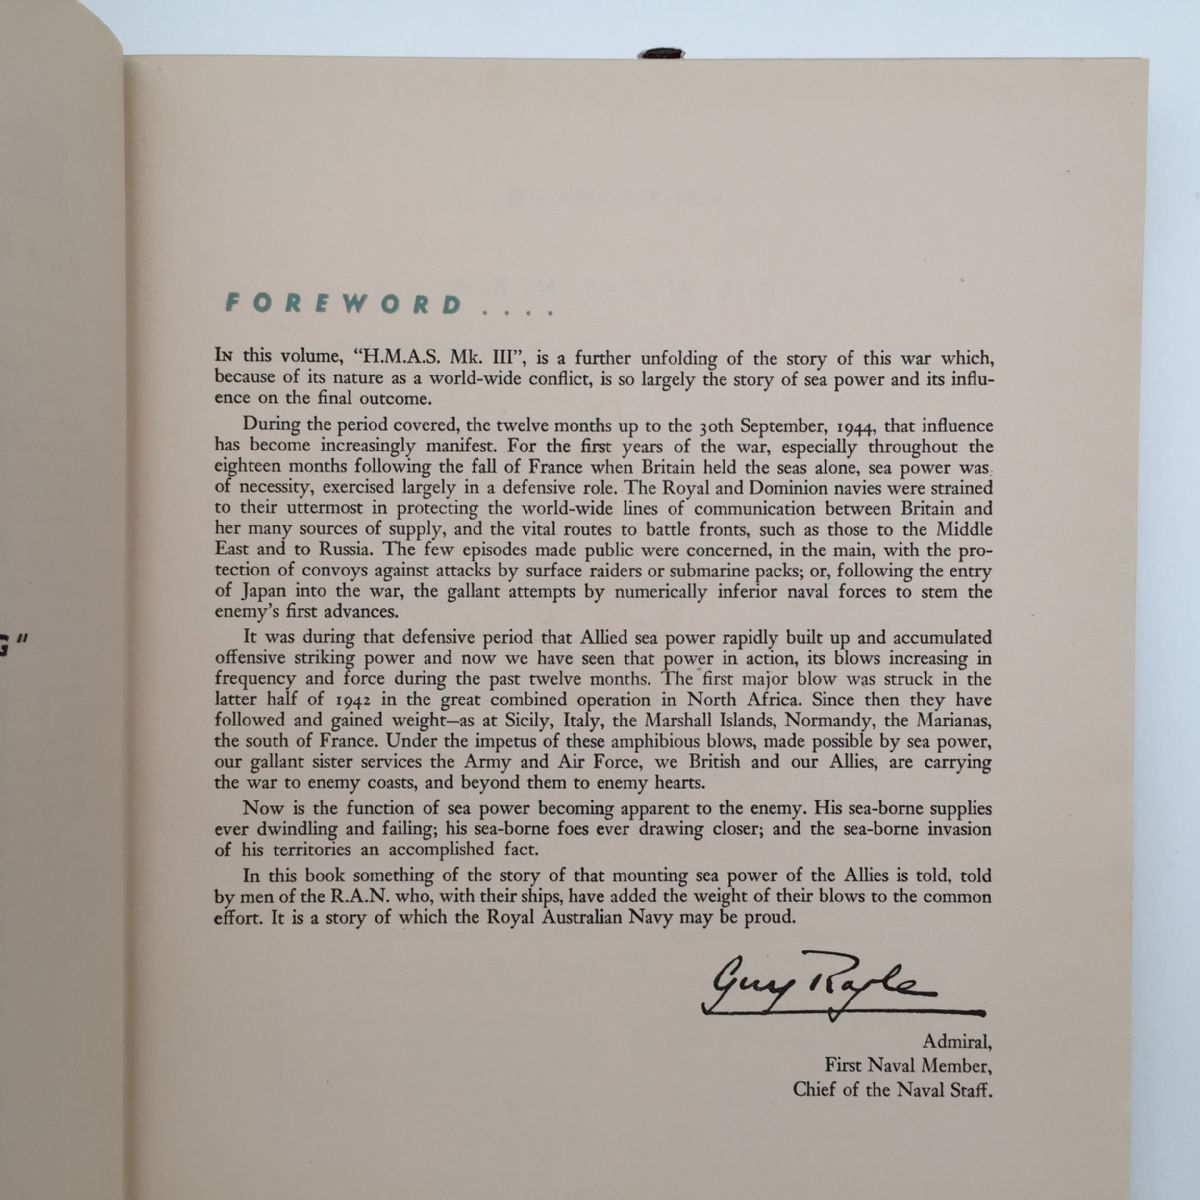 G"
FOREWORD ....
IN this volume, “H.M.A.S. Mk. III”, is a further unfolding of the story of this war which,
because of its nature as a world-wide conflict, is so largely the story of sea power and its influ-
ence on the final outcome.
During the period covered, the twelve months up to the 30th September, 1944, that influence
has become increasingly manifest. For the first years of the war, especially throughout the
eighteen months following the fall of France when Britain held the seas alone, sea power was,
of necessity, exercised largely in a defensive role. The Royal and Dominion navies were strained
to their uttermost in protecting the world-wide lines of communication between Britain and
her many sources of supply, and the vital routes to battle fronts, such as those to the Middle
East and to Russia. The few episodes made public were concerned, in the main, with the pro-
tection of convoys against attacks by surface raiders or submarine packs; or, following the entry
of Japan into the war, the gallant attempts by numerically inferior naval forces to stem the
enemy’s first advances.
It was during that defensive period that Allied sea power rapidly built up and accumulated
offensive striking power and now we have seen that power in action, its blows increasing in
frequency and force during the past twelve months. The first major blow was struck in the
latter half of 1942 in the great combined operation in North Africa. Since then they have
followed and gained weight—as at Sicily, Italy, the Marshall Islands, Normandy, the Marianas,
the south of France. Under the impetus of these amphibious blows, made possible by sea power,
our gallant sister services the Army and Air Force, we British and our Allies, are carrying
the war to enemy coasts, and beyond them to enemy hearts.
Now is the function of sea power becoming apparent to the enemy. His sea-borne supplies
ever dwindling and failing; his sea-borne foes ever drawing closer; and the sea-borne invasion
of his territories an accomplished fact.
In this book something of the story of that mounting sea power of the Allies is told, told
by men of the R.A.N. who, with their ships, have added the weight of their blows to the common
effort. It is a story of which the Royal Australian Navy may be proud.
Guy Royle
Admiral,
First Naval Member,
Chief of the Naval Staff.